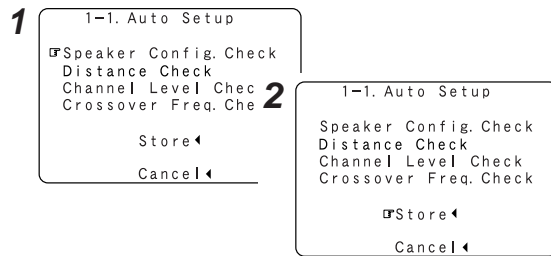 1
1-1. Auto Setup
☞Speaker Config. Check
Distance Check
Channel Level Chec
Crossover Freq. Che
Store◀
Cancel◀
2
1-1. Auto Setup
Speaker Config. Check
Distance Check
Channel Level Check
Crossover Freq. Check
☞Store◀
Cancel◀